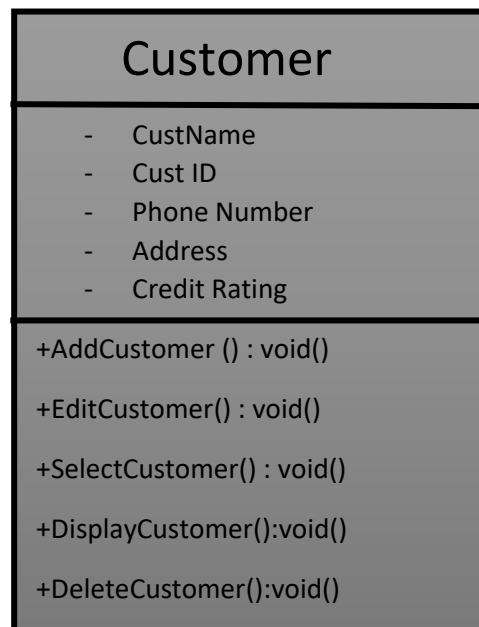 Customer
- CustName
- Cust ID
- Phone Number
- Address
- Credit Rating
+AddCustomer () : void()
+EditCustomer() : void()
+SelectCustomer() : void()
+DisplayCustomer():void()
+DeleteCustomer():void()